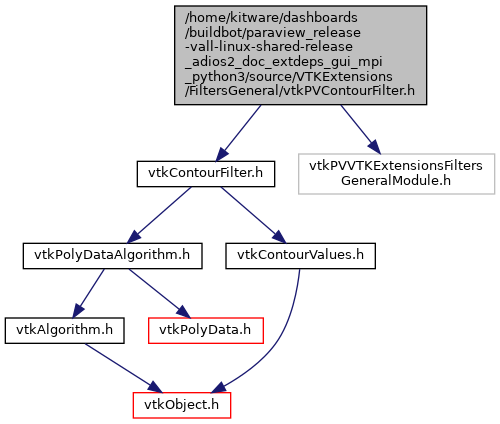 /home/kitware/dashboards
/buildbot/paraview_release
-vall-linux-shared-release
_adios2_doc_extdeps_gui_mpi
_python3/source/VTKExtensions
/FiltersGeneral/vtkPVContourFilter.h
vtkContourFilter.h
vtkPVVTKExtensionsFilters
GeneralModule.h
vtkPolyDataAlgorithm.h
vtkContourValues.h
vtkAlgorithm.h
vtkPolyData.h
vtkObject.h